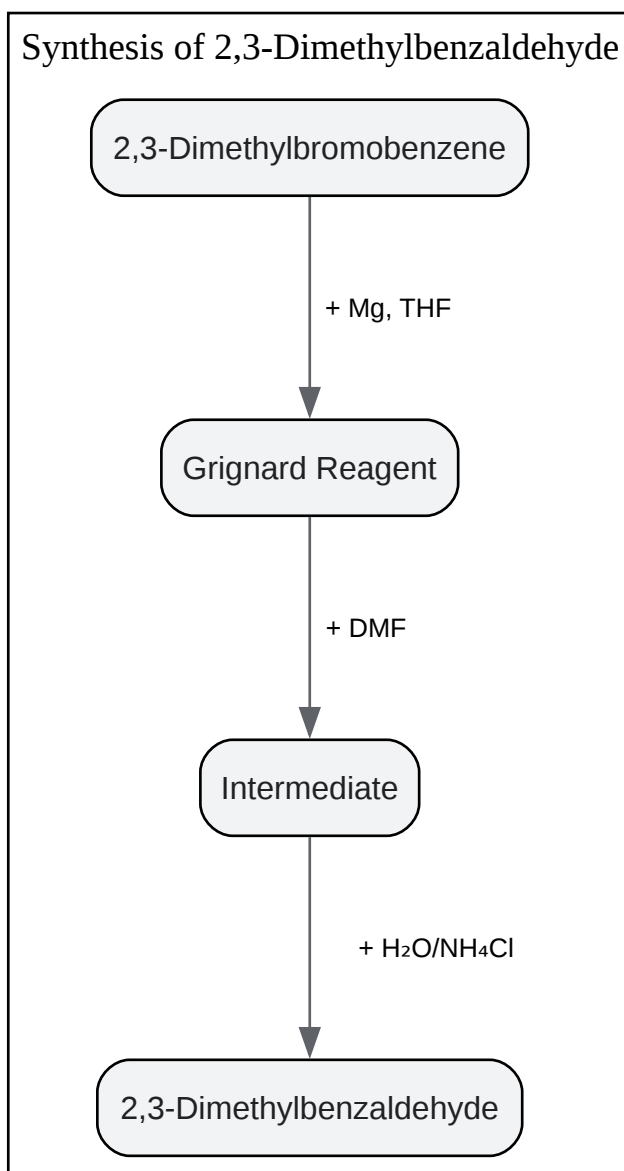 Synthesis of 2,3-Dimethylbenzaldehyde
2,3-Dimethylbromobenzene
+ Mg, THF
Grignard Reagent
+ DMF
Intermediate
+ H₂O/NH₄Cl
2,3-Dimethylbenzaldehyde